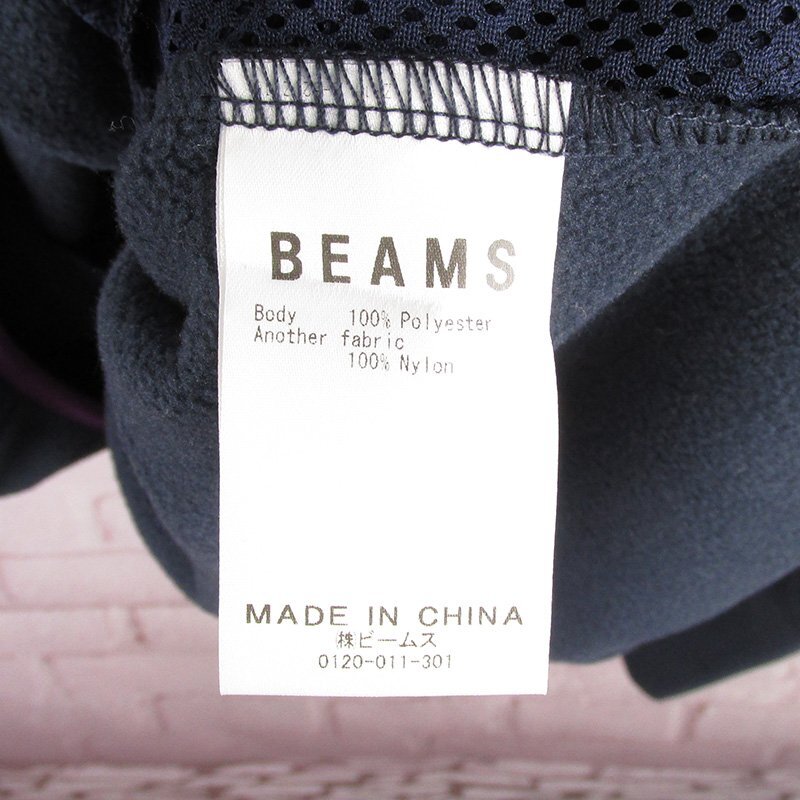 BEAMS
Body 100% Polyester
Another fabric
100% Nylon
MADE IN CHINA
㈱ビームス
0120-011-301